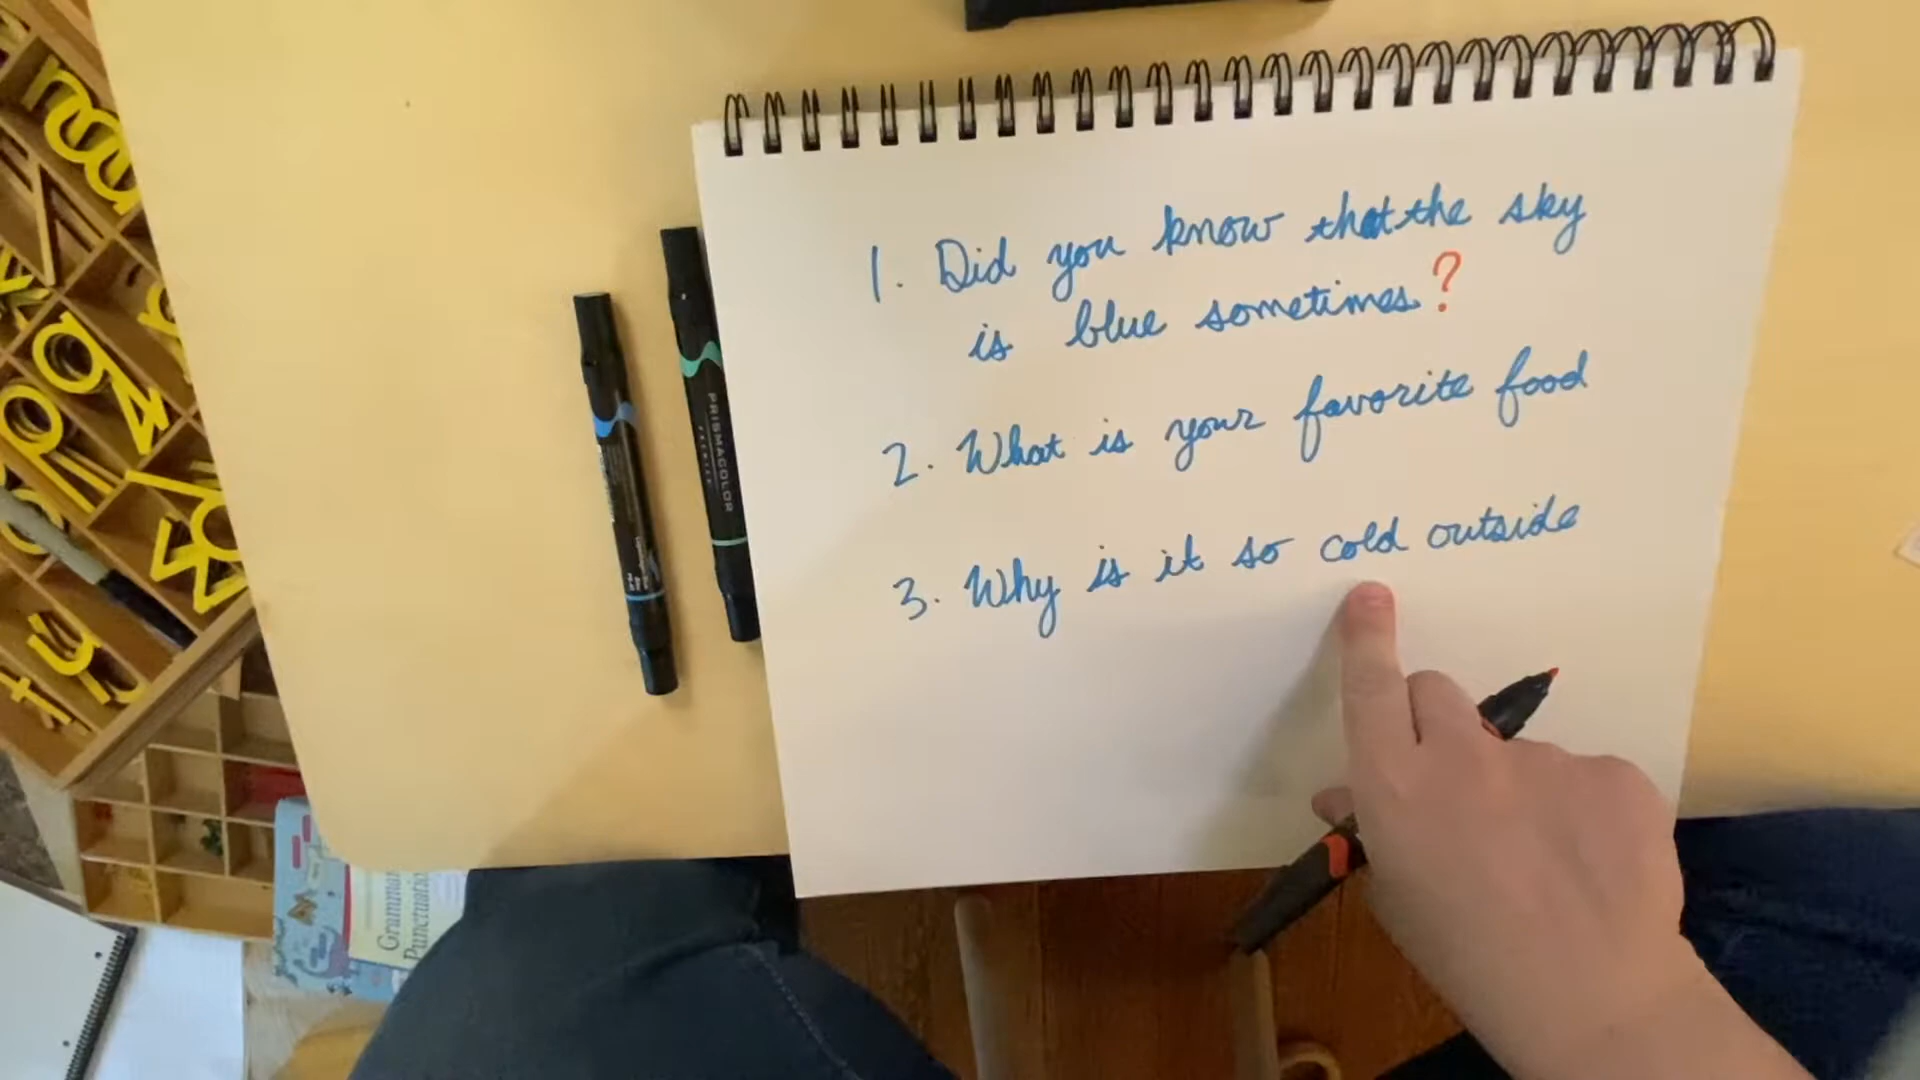 1. Did you know that the sky
is blue sometimes?
2. What is your favorite food
3. Why is it so cold outside
PRISMACOLOR
Grammar